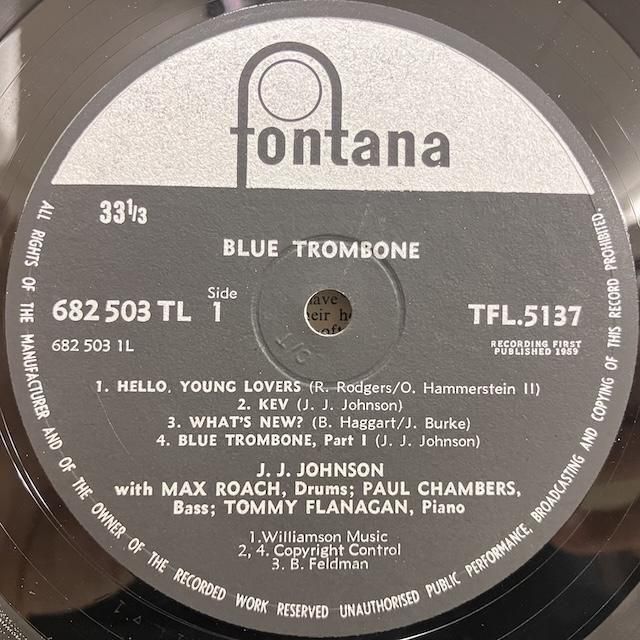 fontana
33 1/3
BLUE TROMBONE
682 503 TL
Side
1
TFL.5137
682 503 1L
RECORDING FIRST
PUBLISHED 1959
1. HELLO, YOUNG LOVERS (R. Rodgers/O. Hammerstein II)
2. KEV (J. J. Johnson)
3. WHAT'S NEW? (B. Haggart/J. Burke)
4. BLUE TROMBONE, Part I (J. J. Johnson)
J. J. JOHNSON
with MAX ROACH, Drums; PAUL CHAMBERS,
Bass; TOMMY FLANAGAN, Piano
1.Williamson Music
2, 4. Copyright Control
3. B. Feldman
ALL RIGHTS OF THE MANUFACTURER AND OF THE OWNER OF THE RECORDED WORK RESERVED UNAUTHORISED PUBLIC PERFORMANCE, BROADCASTING AND COPYING OF THIS RECORD PROHIBITED.